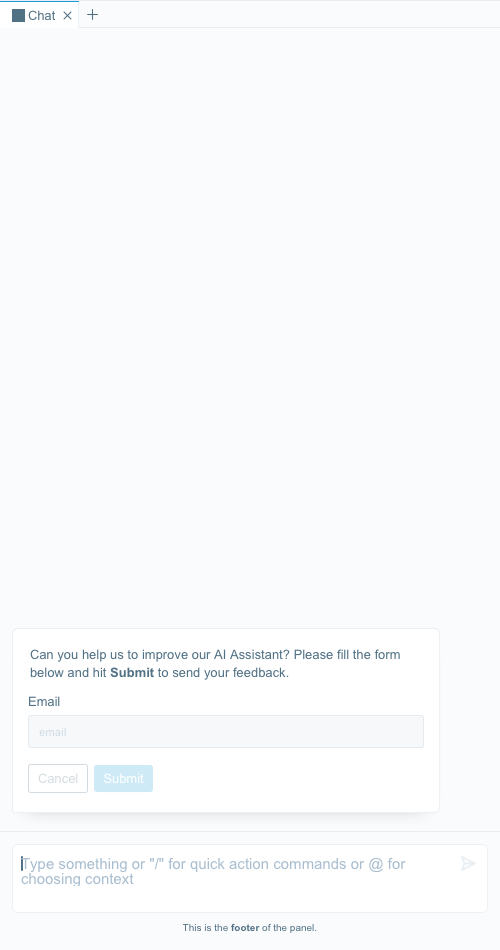 Chat
Can you help us to improve our AI Assistant? Please fill the form
below and hit Submit to send your feedback.
Email
email
Cancel Submit
Type something or "/" for quick action commands or @ for
choosing context
This is the footer of the panel.